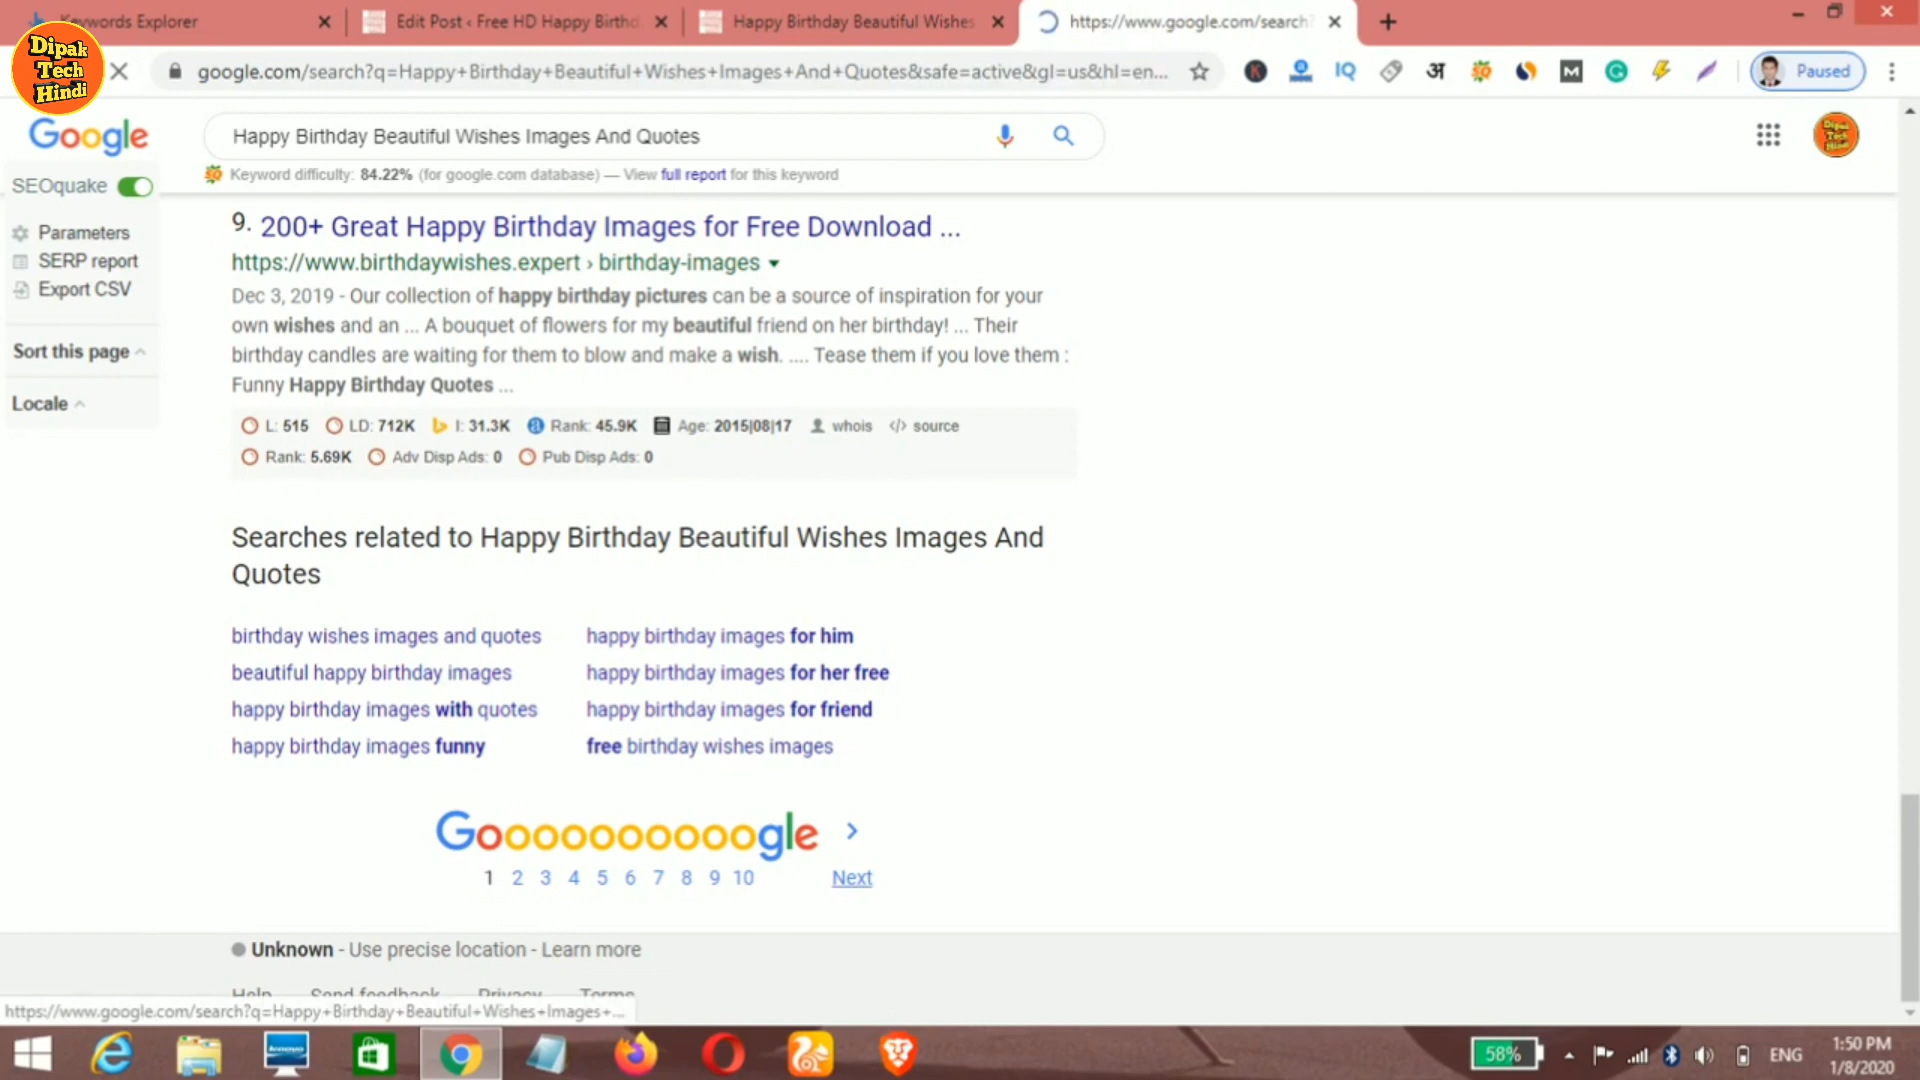 Keywords Explorer
Edit Post ‹ Free HD Happy Birthd
Happy Birthday Beautiful Wishes
https://www.google.com/search?
Dipak
Tech
Hindi
google.com/search?q=Happy+Birthday+Beautiful+Wishes+Images+And+Quotes&safe=active&gl=us&hl=en...
IQ
अ
M
Paused
Google
Happy Birthday Beautiful Wishes Images And Quotes
Dipak
Tech
Hindi
Keyword difficulty: 84.22% (for google.com database) — View full report for this keyword
SEOquake
Parameters
SERP report
Export CSV
Sort this page
Locale
9. 200+ Great Happy Birthday Images for Free Download ...
https://www.birthdaywishes.expert › birthday-images
Dec 3, 2019 - Our collection of happy birthday pictures can be a source of inspiration for your
own wishes and an ... A bouquet of flowers for my beautiful friend on her birthday! ... Their
birthday candles are waiting for them to blow and make a wish. .... Tease them if you love them :
Funny Happy Birthday Quotes ...
L: 515 LD: 712K I: 31.3K Rank: 45.9K Age: 2015|08|17 whois </> source
Rank: 5.69K Adv Disp Ads: 0 Pub Disp Ads: 0
Searches related to Happy Birthday Beautiful Wishes Images And
Quotes
birthday wishes images and quotes
happy birthday images for him
beautiful happy birthday images
happy birthday images for her free
happy birthday images with quotes
happy birthday images for friend
happy birthday images funny
free birthday wishes images
Goooooooooogle >
1 2 3 4 5 6 7 8 9 10 Next
Unknown - Use precise location - Learn more
Help Send feedback Privacy Terms
https://www.google.com/search?q=Happy+Birthday+Beautiful+Wishes+Images+...
lenovo
58%
ENG
1:50 PM
1/8/2020